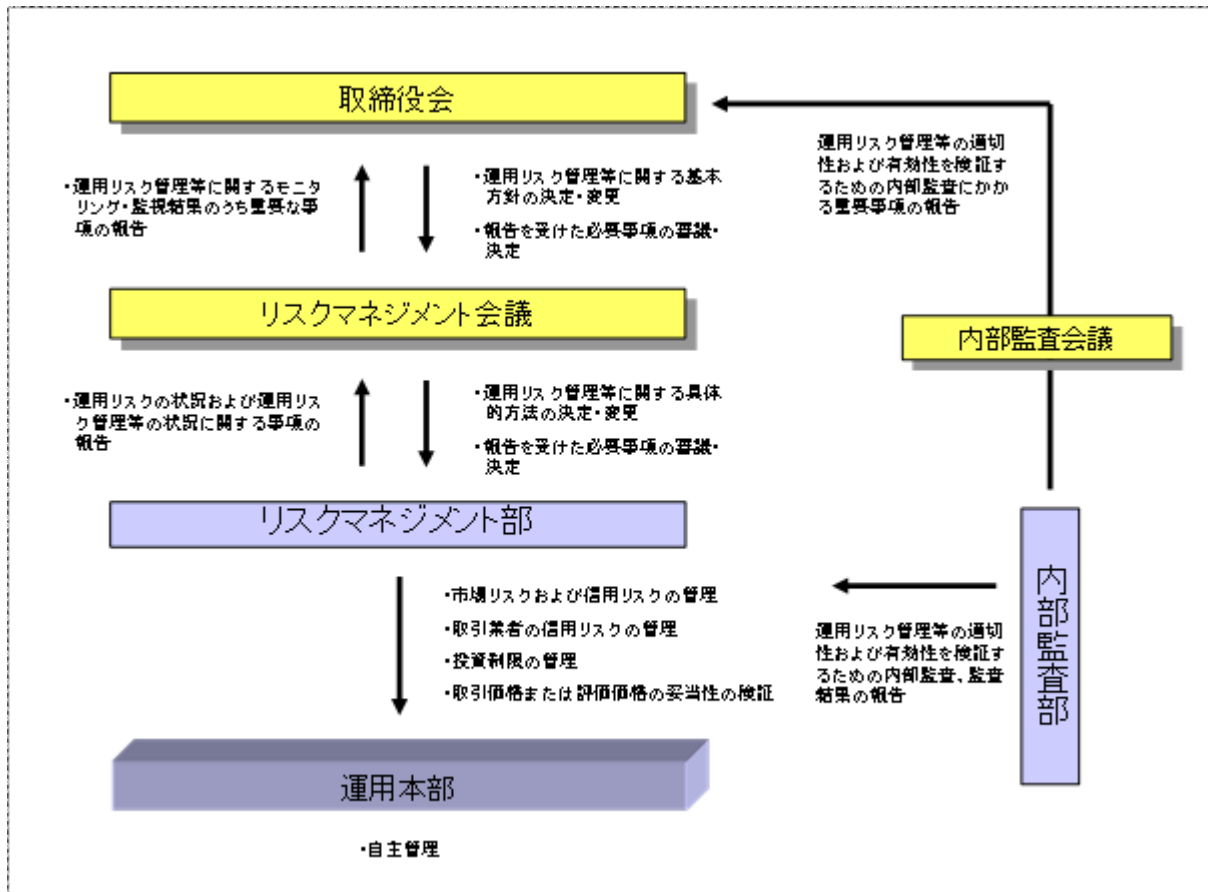 取締役会
・運用リスク管理等に関するモニタ
リング・監視結果のうち重要な事
項の報告
・運用リスク管理等に関する基本
方針の決定・変更
・報告を受けた必要事項の審議・
決定
運用リスク管理等の適切
性および有効性を検証す
るための内部監査にかか
る重要事項の報告
リスクマネジメント会議
内部監査会議
・運用リスクの状況および運用リス
ク管理等の状況に関する事項の
報告
・運用リスク管理等に関する具体
的方法の決定・変更
・報告を受けた必要事項の審議・
決定
リスクマネジメント部
内部監査部
・市場リスクおよび信用リスクの管理
・取引業者の信用リスクの管理
・投資制限の管理
・取引価格または評価価格の妥当性の検証
運用リスク管理等の適切
性および有効性を検証す
るための内部監査、監査
結果の報告
運用本部
・自主管理